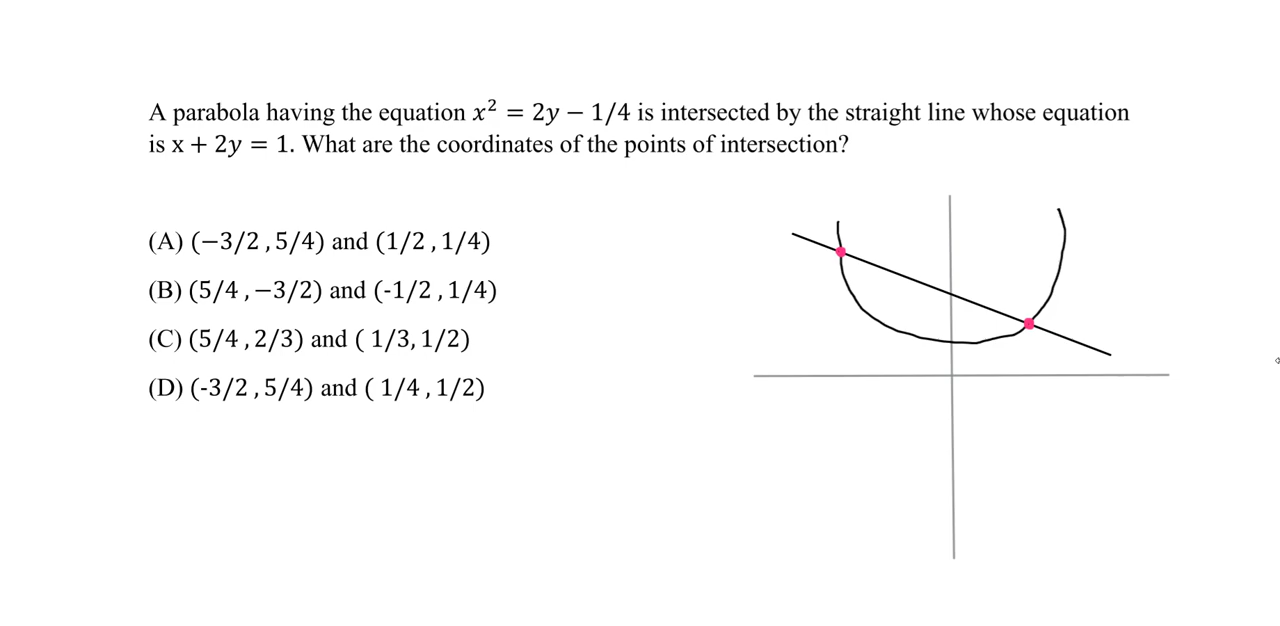 A parabola having the equation 𝑥² = 2𝑦 − 1/4 is intersected by the straight line whose equation
is x + 2𝑦 = 1. What are the coordinates of the points of intersection?
(A) (−3/2 , 5/4) and (1/2 , 1/4)
(B) (5/4 , −3/2) and (-1/2 , 1/4)
(C) (5/4 , 2/3) and ( 1/3, 1/2)
(D) (-3/2 , 5/4) and ( 1/4 , 1/2)